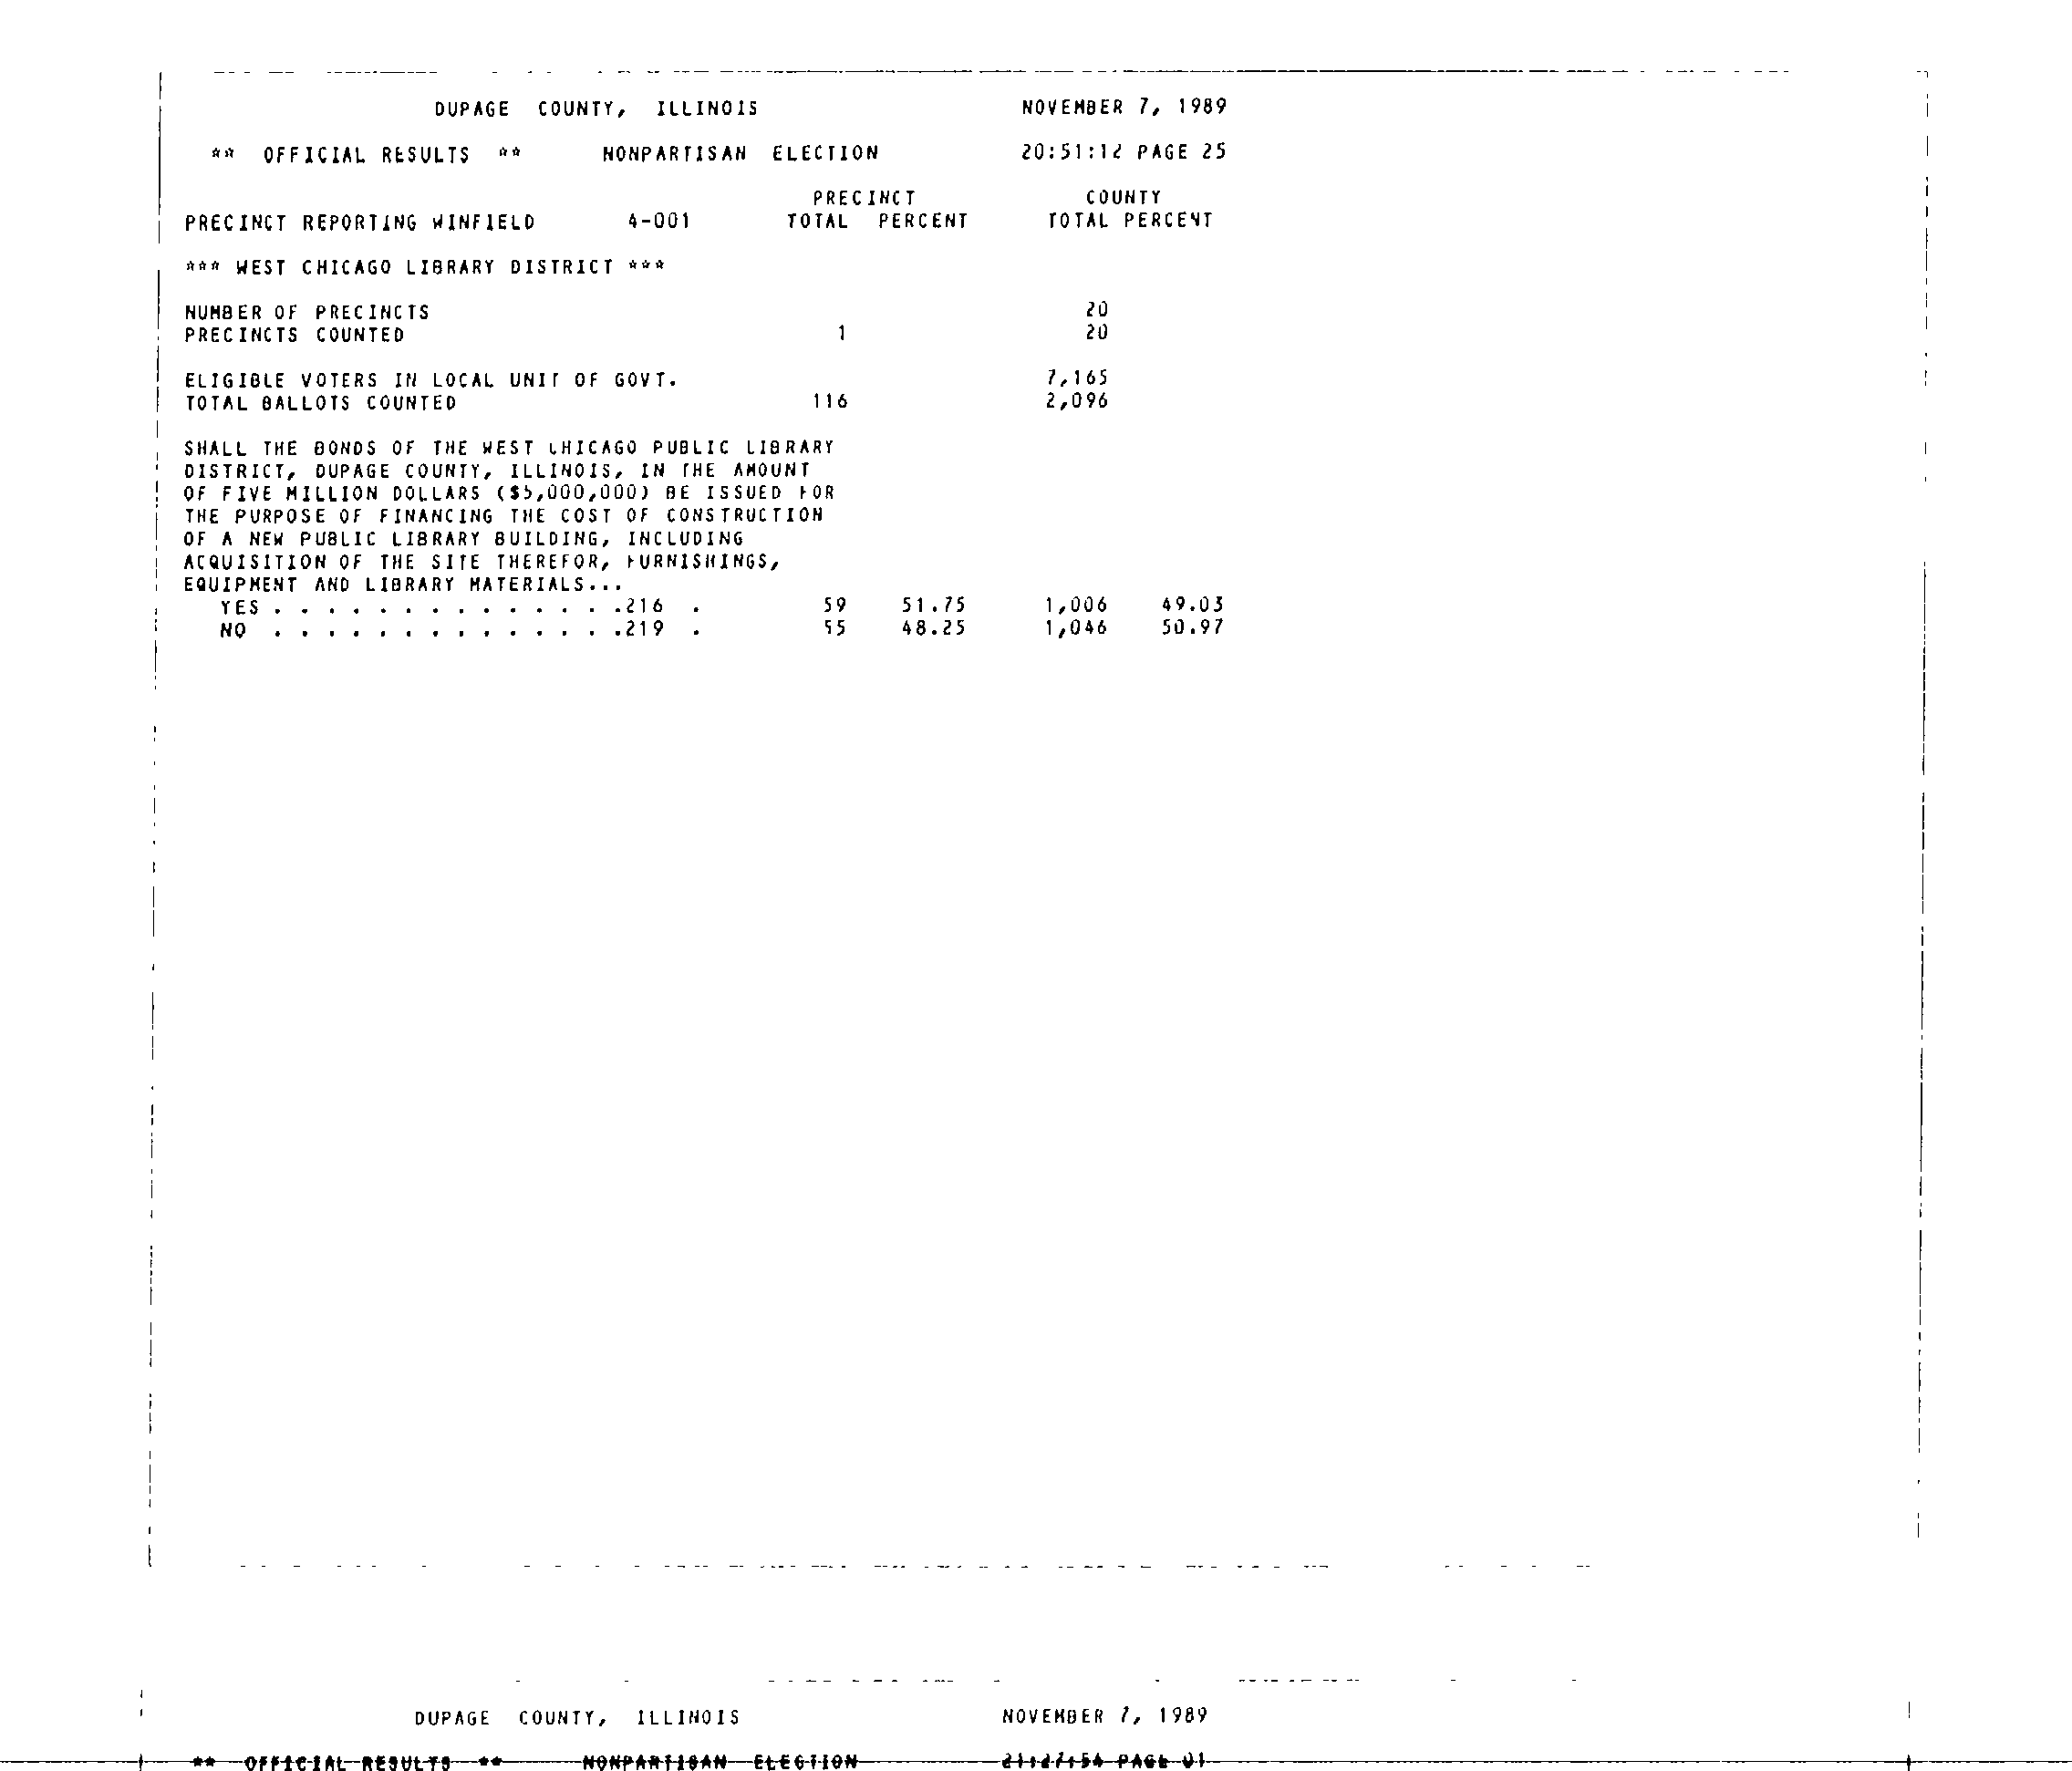 DUPAGE COUNTY, ILLINOIS NOVEMBER 7, 1989
** OFFICIAL RESULTS ** NONPARTISAN ELECTION 20:51:12 PAGE 25
PRECINCT COUNTY
PRECINCT REPORTING WINFIELD 4-001 TOTAL PERCENT TOTAL PERCENT
*** WEST CHICAGO LIBRARY DISTRICT ***
NUMBER OF PRECINCTS 20
PRECINCTS COUNTED 1 20
ELIGIBLE VOTERS IN LOCAL UNIT OF GOVT. 7,165
TOTAL BALLOTS COUNTED 116 2,096
SHALL THE BONDS OF THE WEST CHICAGO PUBLIC LIBRARY
DISTRICT, DUPAGE COUNTY, ILLINOIS, IN THE AMOUNT
OF FIVE MILLION DOLLARS ($5,000,000) BE ISSUED FOR
THE PURPOSE OF FINANCING THE COST OF CONSTRUCTION
OF A NEW PUBLIC LIBRARY BUILDING, INCLUDING
ACQUISITION OF THE SITE THEREFOR, FURNISHINGS,
EQUIPMENT AND LIBRARY MATERIALS...
YES . . . . . . . . . . . . . .216 . 59 51.75 1,006 49.03
NO . . . . . . . . . . . . . .219 . 55 48.25 1,046 50.97
DUPAGE COUNTY, ILLINOIS NOVEMBER 7, 1989
** OFFICIAL RESULTS ** NONPARTISAN ELECTION PAGE